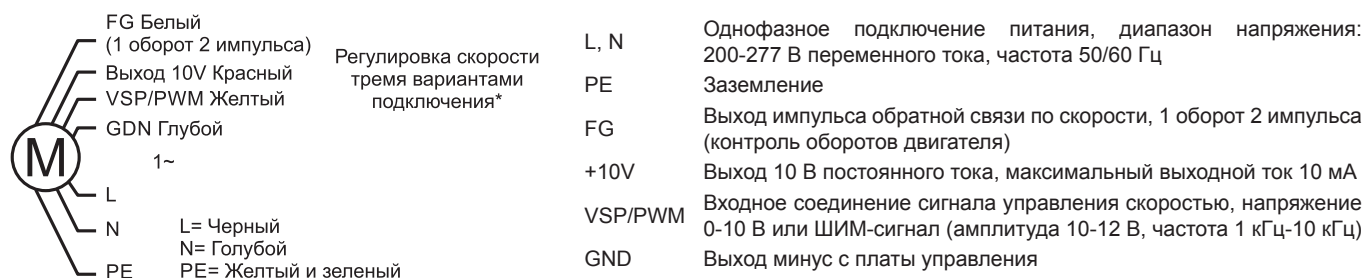 FG Белый
(1 оборот 2 импульса)
Выход 10V Красный
VSP/PWM Желтый
GDN Глубой
Регулировка скорости
тремя вариантами
подключения*
M
1~
L
N
PE
L= Черный
N= Голубой
PE= Желтый и зеленый
L, N
Однофазное подключение питания, диапазон напряжения:
200-277 В переменного тока, частота 50/60 Гц
PE
Заземление
FG
Выход импульса обратной связи по скорости, 1 оборот 2 импульса
(контроль оборотов двигателя)
+10V
Выход 10 В постоянного тока, максимальный выходной ток 10 мА
VSP/PWM
Входное соединение сигнала управления скоростью, напряжение
0-10 В или ШИМ-сигнал (амплитуда 10-12 В, частота 1 кГц-10 кГц)
GND
Выход минус с платы управления